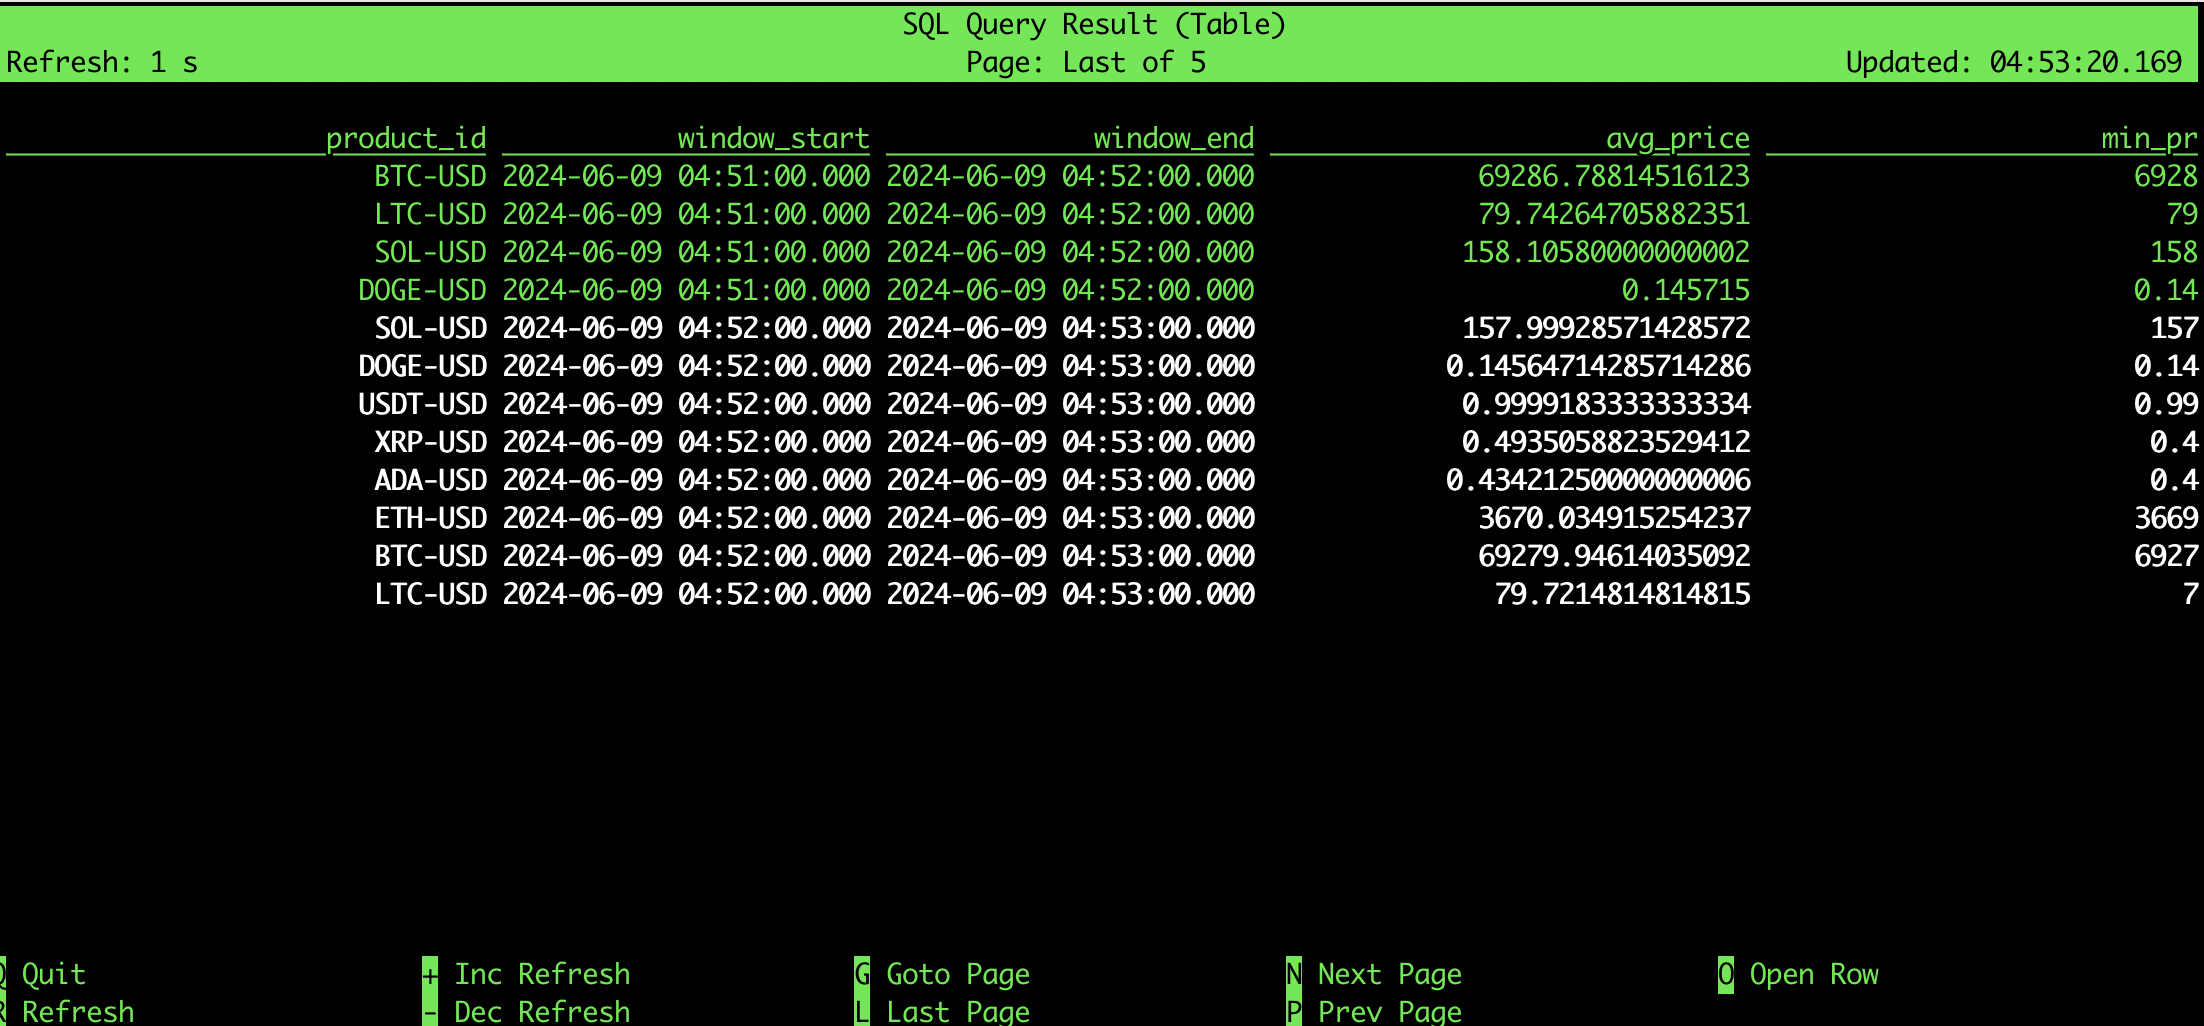 SQL Query Result (Table)
Refresh: 1 s Page: Last of 5 Updated: 04:53:20.169
product_id window_start window_end avg_price min_pr
BTC-USD 2024-06-09 04:51:00.000 2024-06-09 04:52:00.000 69286.78814516123 6928
LTC-USD 2024-06-09 04:51:00.000 2024-06-09 04:52:00.000 79.74264705882351 79
SOL-USD 2024-06-09 04:51:00.000 2024-06-09 04:52:00.000 158.10580000000002 158
DOGE-USD 2024-06-09 04:51:00.000 2024-06-09 04:52:00.000 0.145715 0.14
SOL-USD 2024-06-09 04:52:00.000 2024-06-09 04:53:00.000 157.99928571428572 157
DOGE-USD 2024-06-09 04:52:00.000 2024-06-09 04:53:00.000 0.14564714285714286 0.14
USDT-USD 2024-06-09 04:52:00.000 2024-06-09 04:53:00.000 0.9999183333333334 0.99
XRP-USD 2024-06-09 04:52:00.000 2024-06-09 04:53:00.000 0.4935058823529412 0.4
ADA-USD 2024-06-09 04:52:00.000 2024-06-09 04:53:00.000 0.43421250000000006 0.4
ETH-USD 2024-06-09 04:52:00.000 2024-06-09 04:53:00.000 3670.034915254237 3669
BTC-USD 2024-06-09 04:52:00.000 2024-06-09 04:53:00.000 69279.94614035092 6927
LTC-USD 2024-06-09 04:52:00.000 2024-06-09 04:53:00.000 79.7214814814815 7
Q Quit + Inc Refresh G Goto Page N Next Page O Open Row
R Refresh - Dec Refresh L Last Page P Prev Page